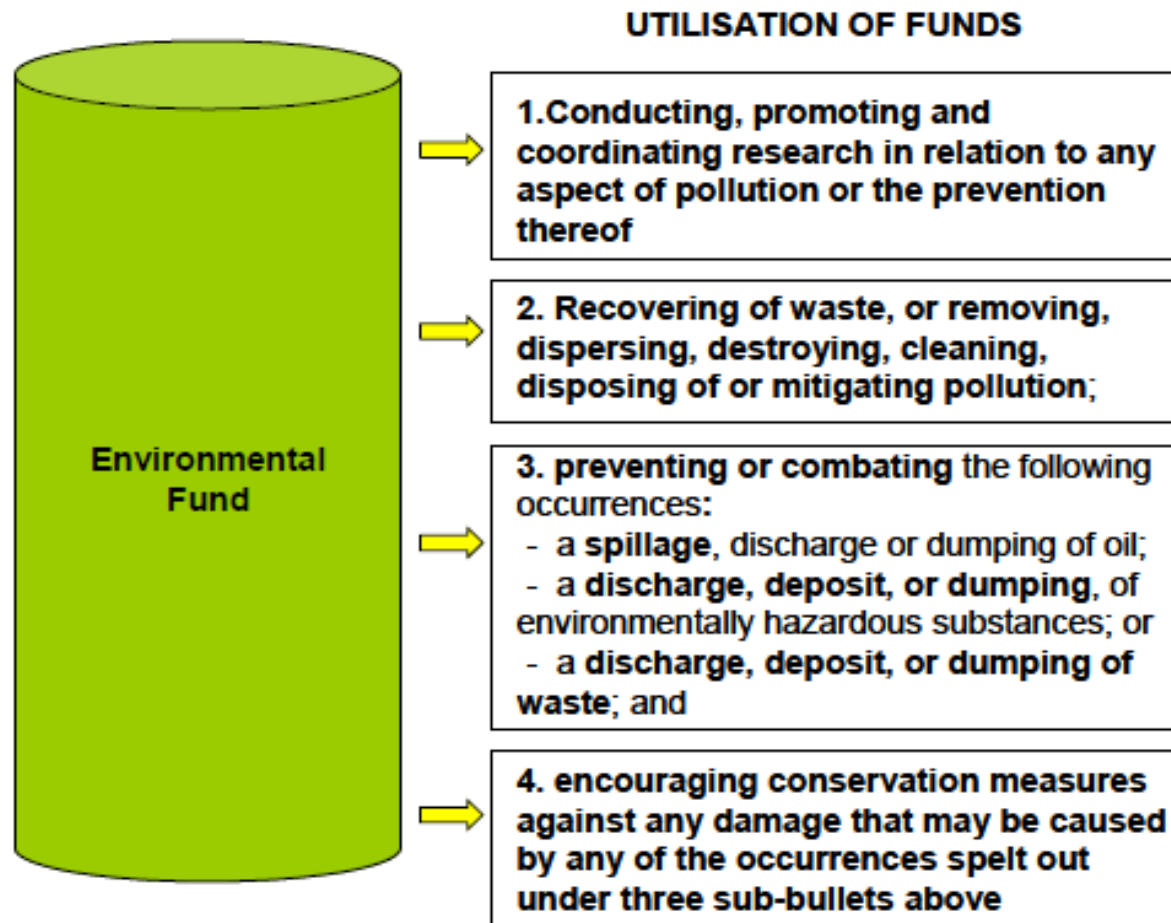 UTILISATION OF FUNDS
1.Conducting, promoting and
coordinating research in relation to any
aspect of pollution or the prevention
thereof
2. Recovering of waste, or removing,
dispersing, destroying, cleaning,
disposing of or mitigating pollution;
Environmental
Fund
3. preventing or combating the following
occurrences:
- a spillage, discharge or dumping of oil;
- a discharge, deposit, or dumping, of
environmentally hazardous substances; or
- a discharge, deposit, or dumping of
waste; and
4. encouraging conservation measures
against any damage that may be caused
by any of the occurrences spelt out
under three sub-bullets above